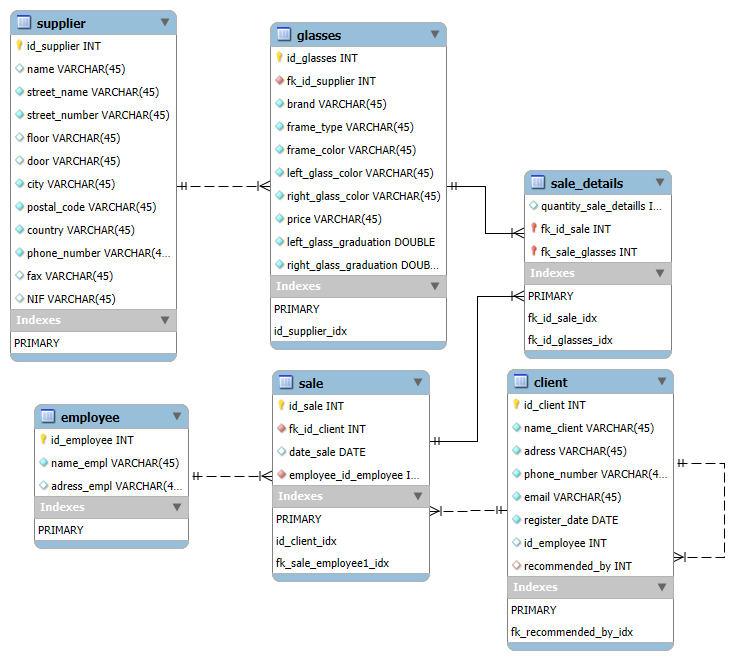 supplier
id_supplier INT
name VARCHAR(45)
street_name VARCHAR(45)
street_number VARCHAR(45)
floor VARCHAR(45)
door VARCHAR(45)
city VARCHAR(45)
postal_code VARCHAR(45)
country VARCHAR(45)
phone_number VARCHAR(4...
fax VARCHAR(45)
NIF VARCHAR(45)
Indexes
PRIMARY
glasses
id_glasses INT
fk_id_supplier INT
brand VARCHAR(45)
frame_type VARCHAR(45)
frame_color VARCHAR(45)
left_glass_color VARCHAR(45)
right_glass_color VARCHAR(45)
price VARCHAR(45)
left_glass_graduation DOUBLE
right_glass_graduation DOUB...
Indexes
PRIMARY
id_supplier_idx
sale_details
quantity_sale_detaills I...
fk_id_sale INT
fk_sale_glasses INT
Indexes
PRIMARY
fk_id_sale_idx
fk_id_glasses_idx
employee
id_employee INT
name_empl VARCHAR(45)
adress_empl VARCHAR(4...
Indexes
PRIMARY
sale
id_sale INT
fk_id_client INT
date_sale DATE
employee_id_employee I...
Indexes
PRIMARY
id_client_idx
fk_sale_employee1_idx
client
id_client INT
name_client VARCHAR(45)
adress VARCHAR(45)
phone_number VARCHAR(4...
email VARCHAR(45)
register_date DATE
id_employee INT
recommended_by INT
Indexes
PRIMARY
fk_recommended_by_idx